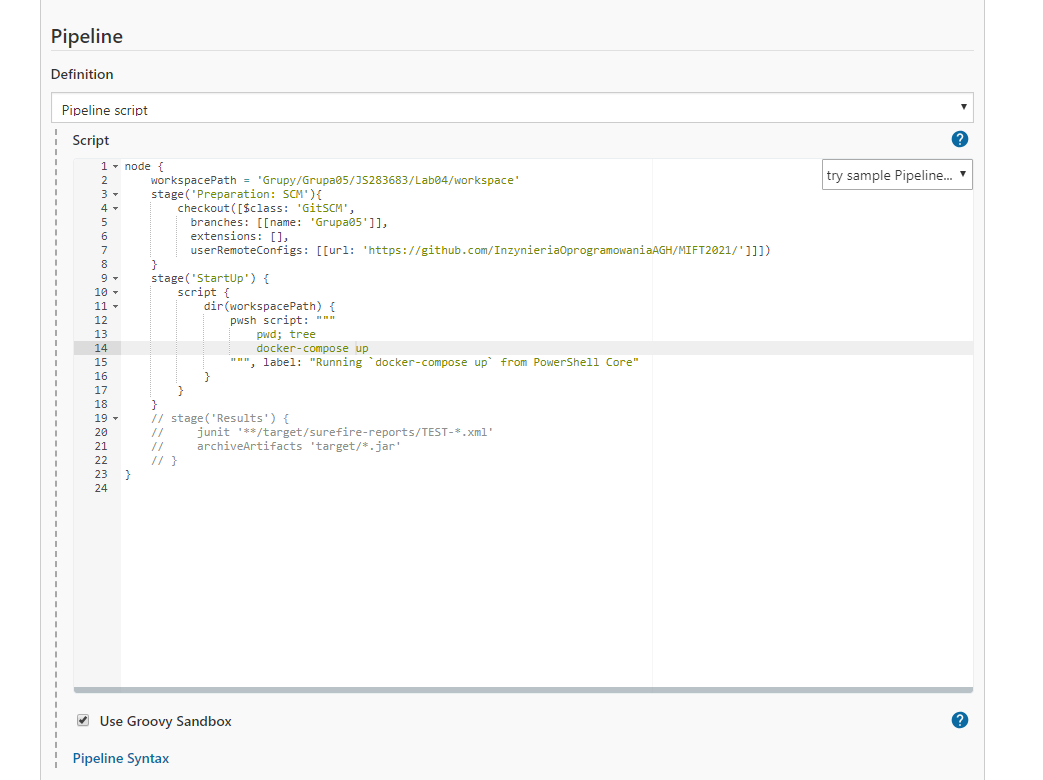 Pipeline
Definition
Pipeline script
Script
try sample Pipeline...
1 node {
2 workspacePath = 'Grupy/Grupa05/JS283683/Lab04/workspace'
3 stage('Preparation: SCM'){
4 checkout([$class: 'GitSCM',
5 branches: [[name: 'Grupa05']],
6 extensions: [],
7 userRemoteConfigs: [[url: 'https://github.com/InzynieriaOprogramowaniaAGH/MIFT2021/']]])
8 }
9 stage('StartUp') {
10 script {
11 dir(workspacePath) {
12 pwsh script: """
13 pwd; tree
14 docker-compose up
15 """, label: "Running `docker-compose up` from PowerShell Core"
16 }
17 }
18 }
19 // stage('Results') {
20 // junit '**/target/surefire-reports/TEST-*.xml'
21 // archiveArtifacts 'target/*.jar'
22 // }
23 }
24
Use Groovy Sandbox
Pipeline Syntax